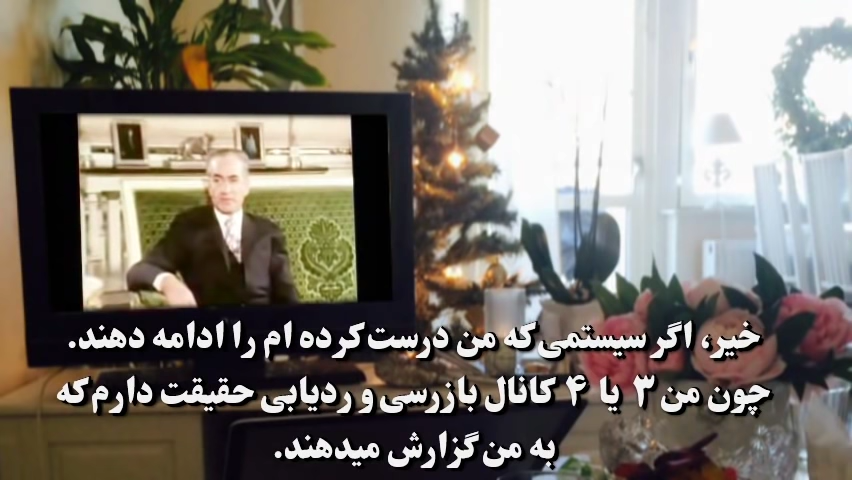 خیر، اگر سیستمی‌که من درست‌کرده ام را ادامه دهند.
چون من ۳ یا ۴ کانال بازرسی و ردیابی حقیقت دارم‌که
به من‌گزارش میدهند.